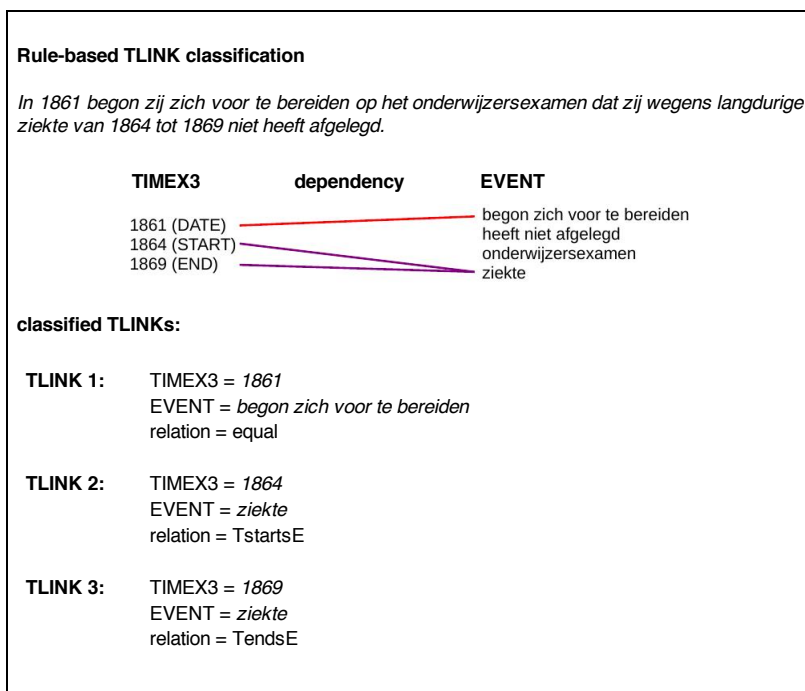 Rule-based TLINK classification
In 1861 begon zij zich voor te bereiden op het onderwijzersexamen dat zij wegens langdurige
ziekte van 1864 tot 1869 niet heeft afgelegd.
TIMEX3 dependency EVENT
1861 (DATE) begon zich voor te bereiden
1864 (START) heeft niet afgelegd
1869 (END) onderwijzersexamen
ziekte
classified TLINKs:
TLINK 1: TIMEX3 = 1861
EVENT = begon zich voor te bereiden
relation = equal
TLINK 2: TIMEX3 = 1864
EVENT = ziekte
relation = TstartsE
TLINK 3: TIMEX3 = 1869
EVENT = ziekte
relation = TendsE